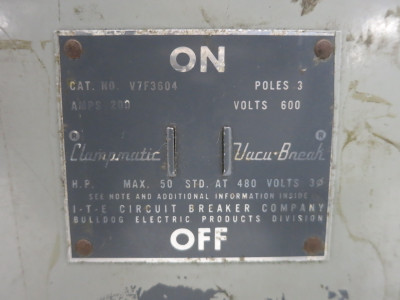 ON
CAT. NO. V7F3604 POLES 3
AMPS 200 VOLTS 600
Clampmatic Vacu-Break
H.P. MAX. 50 STD. AT 480 VOLTS 3Ø
SEE NOTE AND ADDITIONAL INFORMATION INSIDE
I-T-E CIRCUIT BREAKER COMPANY
BULLDOG ELECTRIC PRODUCTS DIVISION
OFF